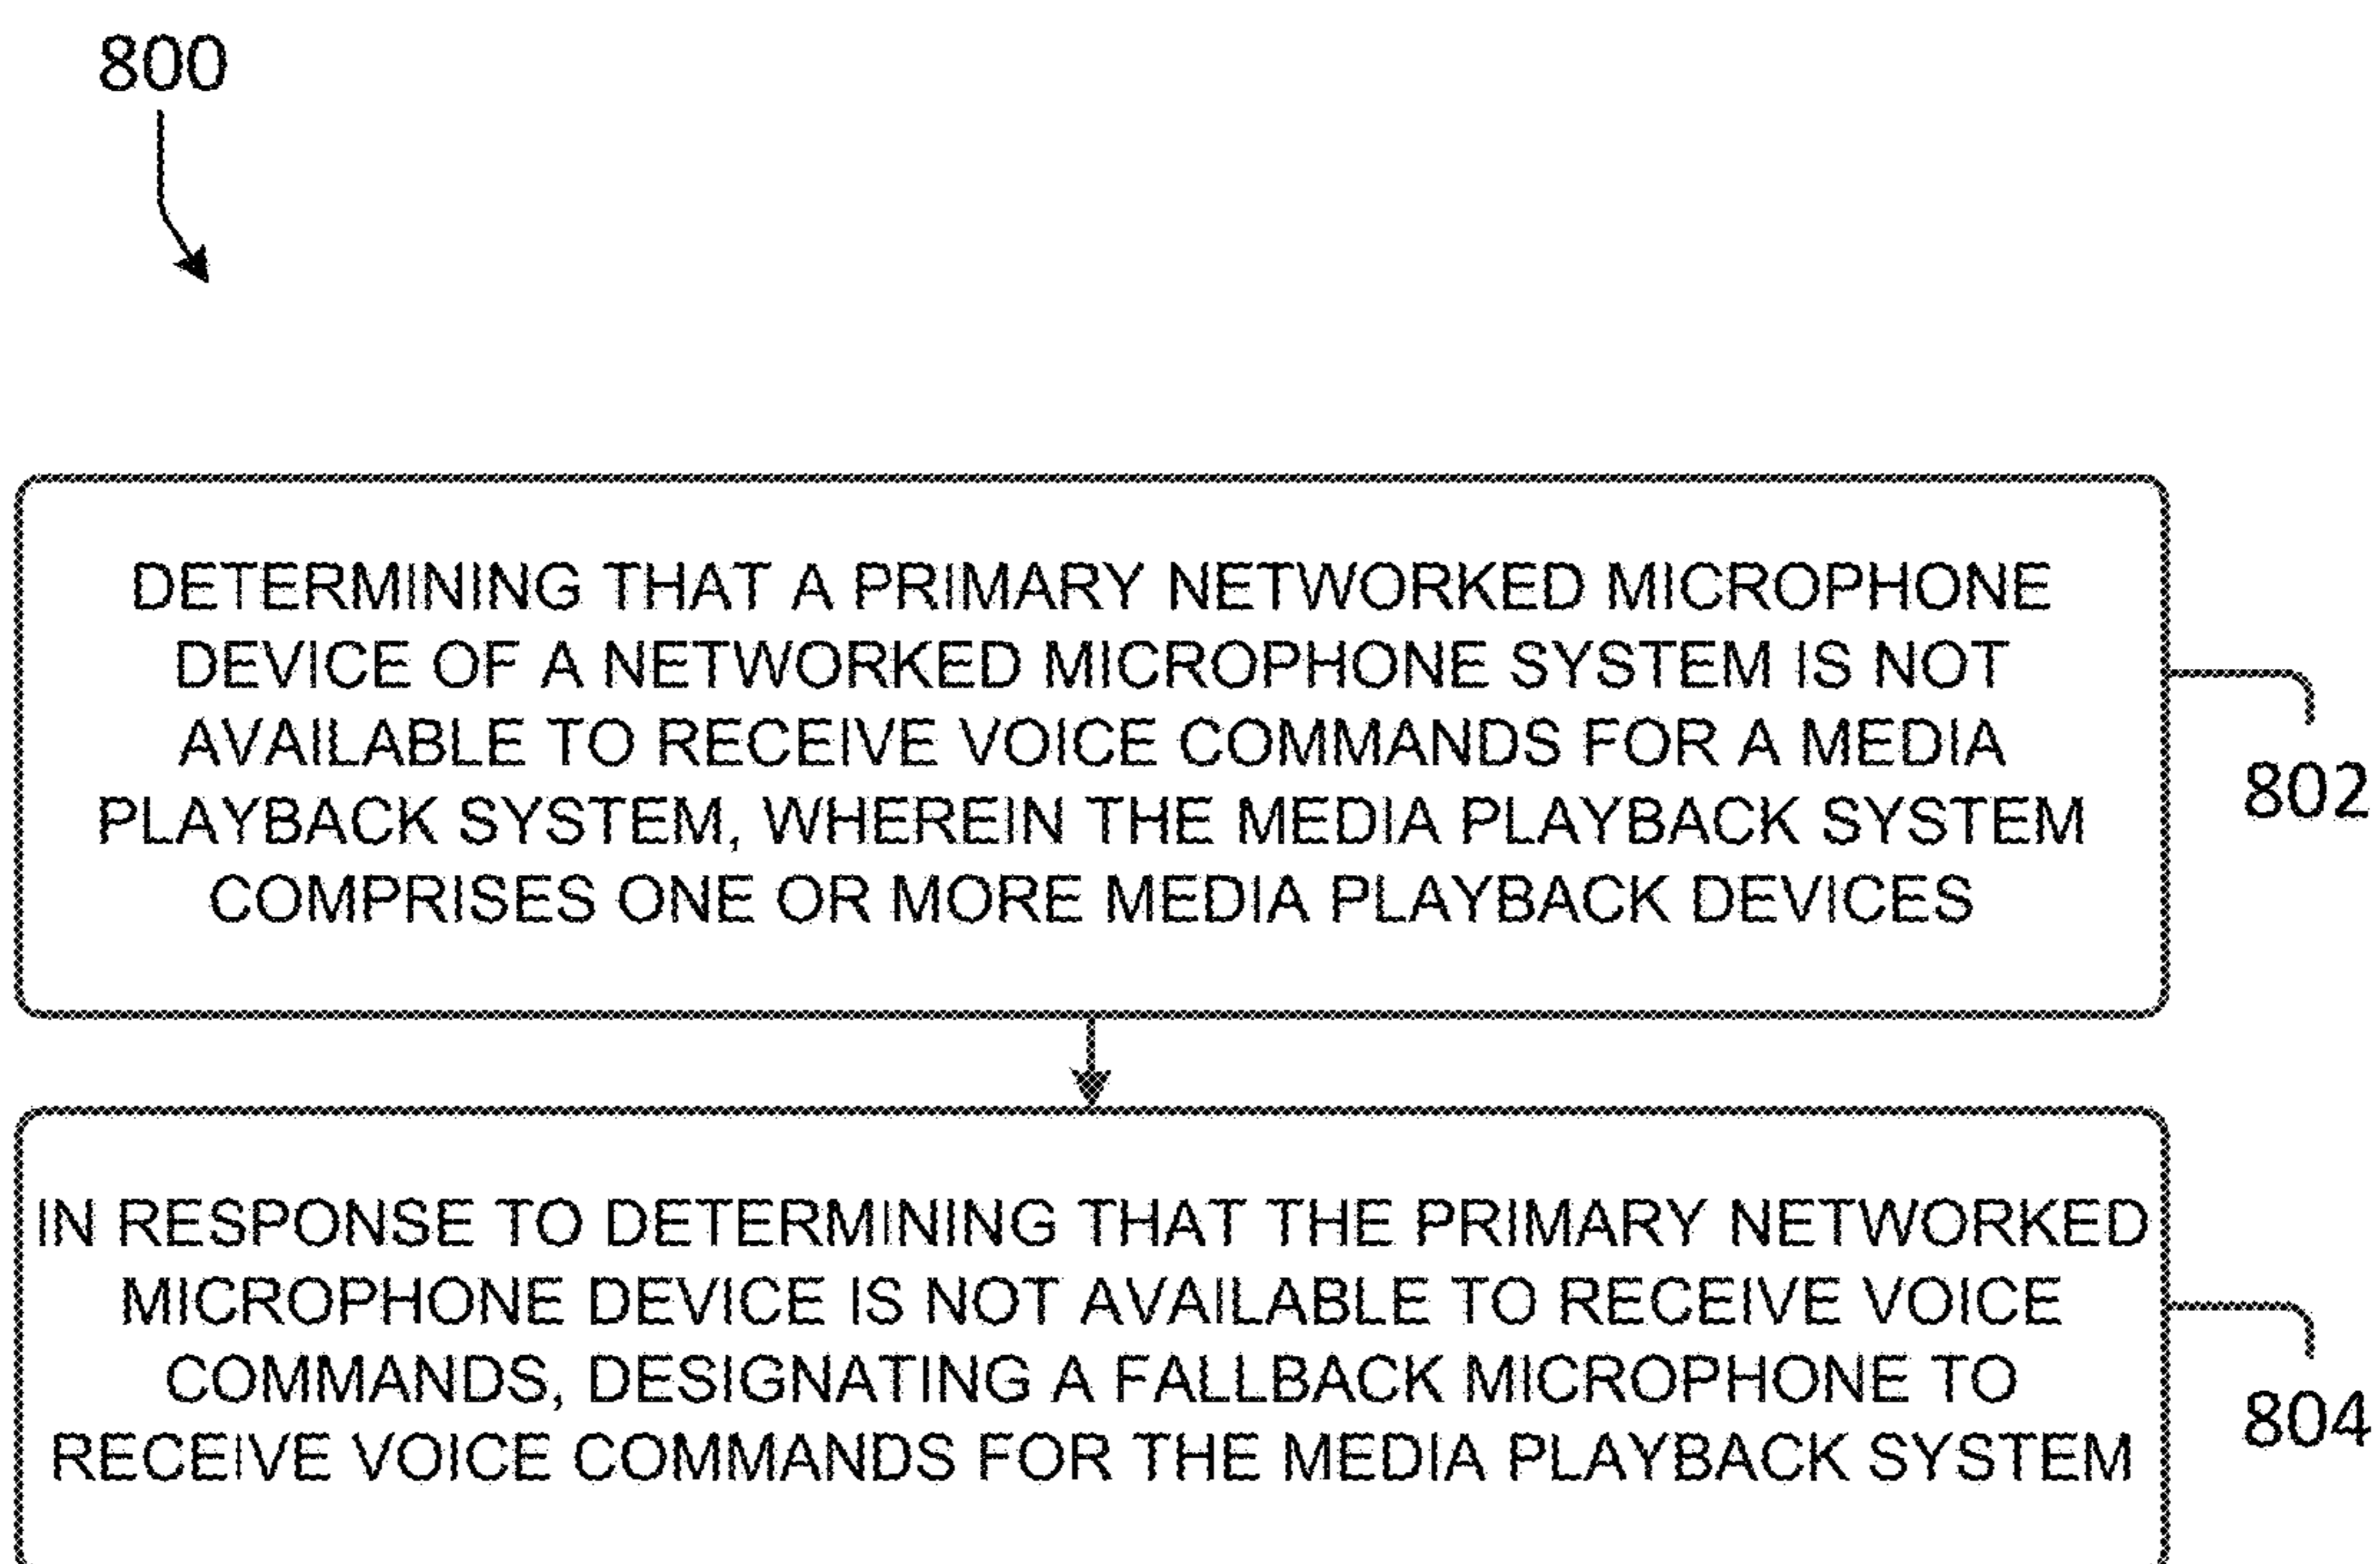 800
DETERMINING THAT A PRIMARY NETWORKED MICROPHONE
DEVICE OF A NETWORKED MICROPHONE SYSTEM IS NOT
AVAILABLE TO RECEIVE VOICE COMMANDS FOR A MEDIA
PLAYBACK SYSTEM, WHEREIN THE MEDIA PLAYBACK SYSTEM
COMPRISES ONE OR MORE MEDIA PLAYBACK DEVICES
802
IN RESPONSE TO DETERMINING THAT THE PRIMARY NETWORKED
MICROPHONE DEVICE IS NOT AVAILABLE TO RECEIVE VOICE
COMMANDS, DESIGNATING A FALLBACK MICROPHONE TO
RECEIVE VOICE COMMANDS FOR THE MEDIA PLAYBACK SYSTEM
804